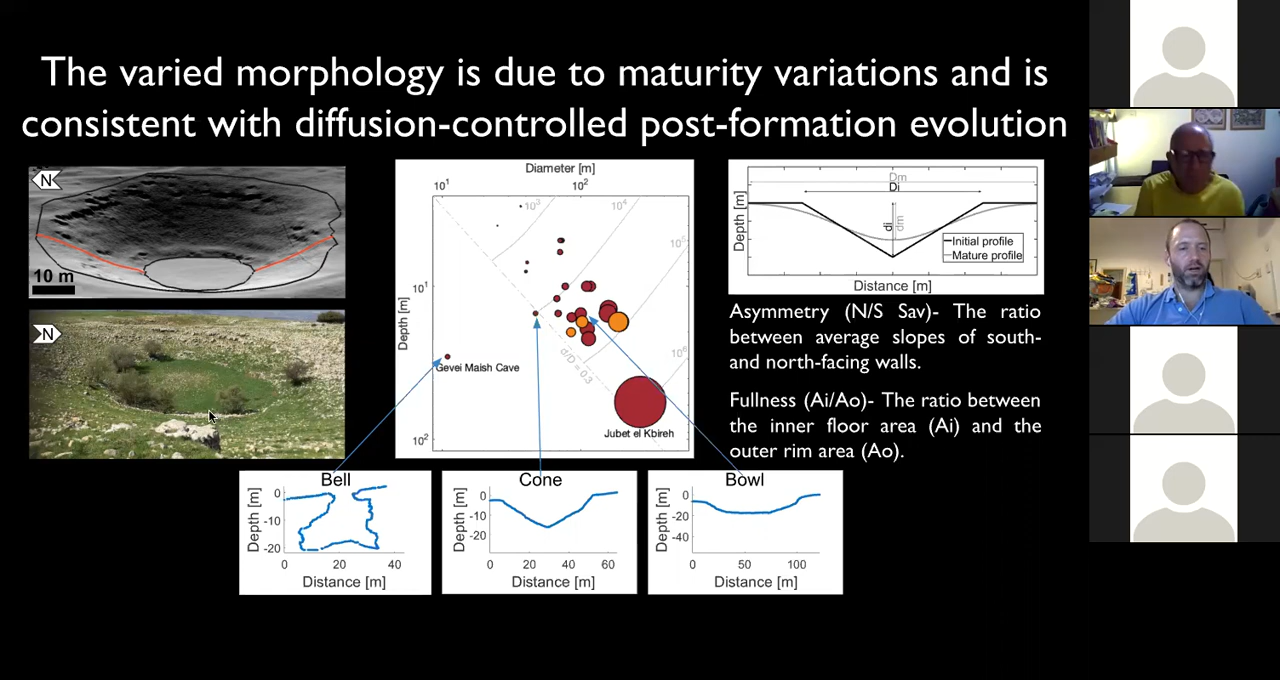 The varied morphology is due to maturity variations and is
consistent with diffusion-controlled post-formation evolution
N
10 m
N
Diameter [m]
10¹
10²
10³
10⁴
10⁵
10⁶
10¹
10²
Depth [m]
d/D = 0.3
Gevei Maish Cave
Jubet el Kbireh
Dm
Di
di
dm
Depth [m]
Initial profile
Mature profile
Distance [m]
Asymmetry (N/S Sav)- The ratio
between average slopes of south-
and north-facing walls.
Fullness (Ai/Ao)- The ratio between
the inner floor area (Ai) and the
outer rim area (Ao).
Bell
Depth [m]
0
-10
-20
0 20 40
Distance [m]
Cone
Depth [m]
0
-10
-20
0 20 40 60
Distance [m]
Bowl
Depth [m]
0
-20
-40
0 50 100
Distance [m]